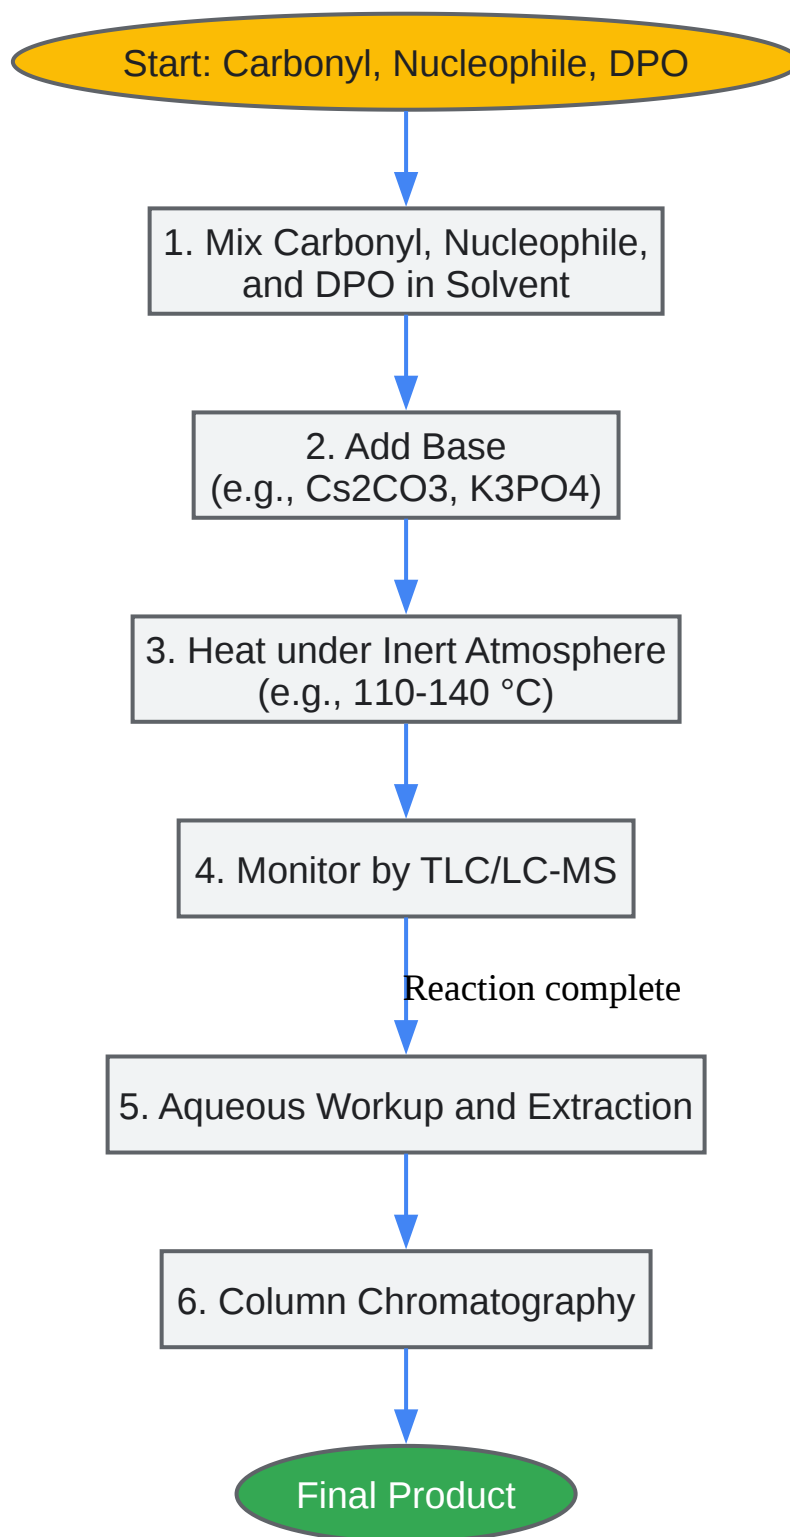 Start: Carbonyl, Nucleophile, DPO
1. Mix Carbonyl, Nucleophile,
and DPO in Solvent
2. Add Base
(e.g., Cs2CO3, K3PO4)
3. Heat under Inert Atmosphere
(e.g., 110-140 °C)
4. Monitor by TLC/LC-MS
Reaction complete
5. Aqueous Workup and Extraction
6. Column Chromatography
Final Product